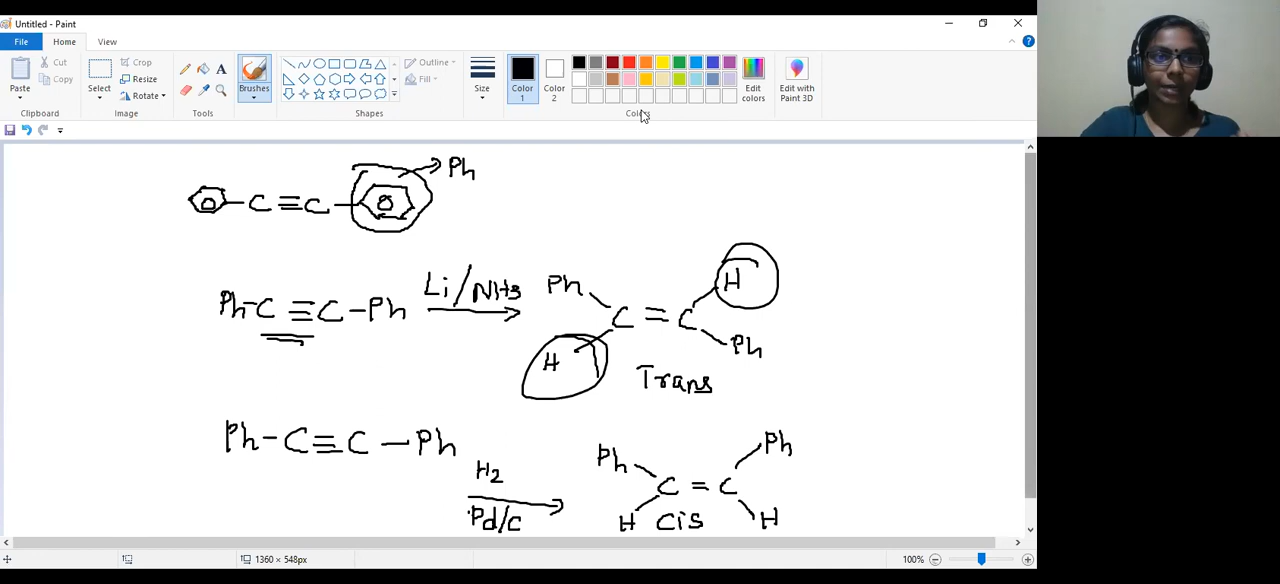 Untitled - Paint
File Home View
Paste Cut Copy Clipboard
Select Crop Resize Rotate Image
A Tools
Brushes
Shapes Outline Fill
Size
Color 1 Color 2 Colors
Edit colors
Edit with Paint 3D
Ph
C ≡ C
Ph-C ≡ C-Ph Li/NH3 Ph H
C = C
H Ph
Trans
Ph-C≡C-Ph
H2
Pd/C
Ph Ph
C = C
H Cis H
1360 × 548px 100%